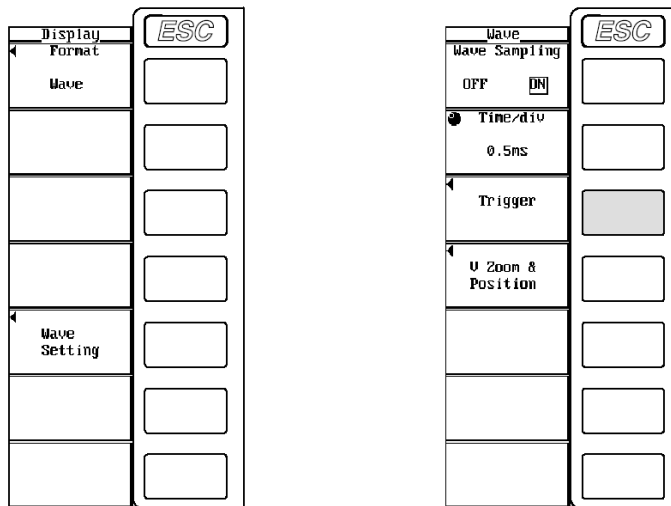 Display
ESC
Format
Wave
Wave
Setting
Wave
ESC
Wave Sampling
OFF ON
Time/div
0.5ms
Trigger
V Zoom &
Position